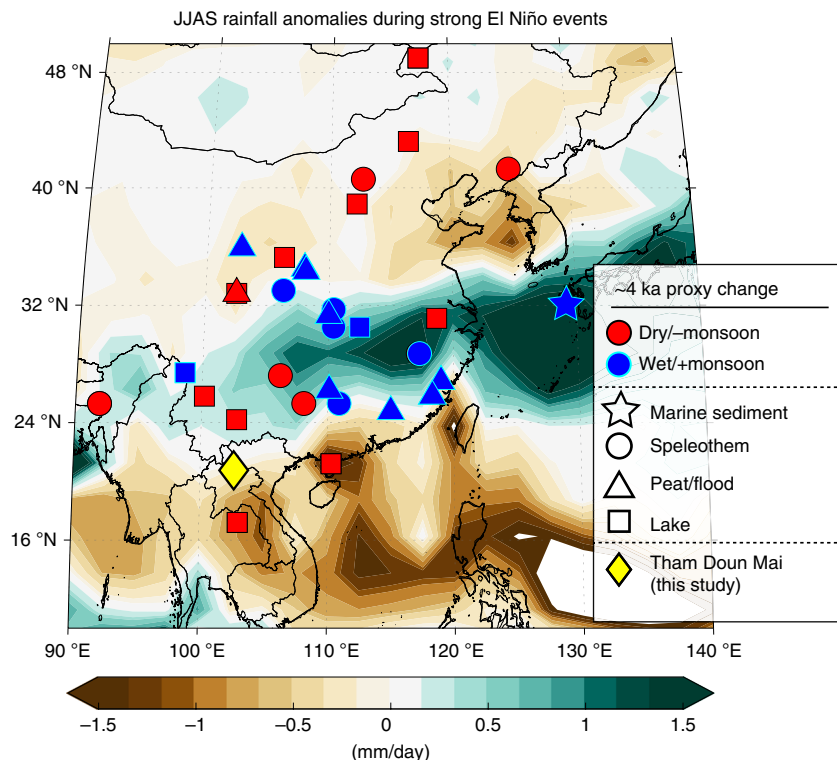 JJAS rainfall anomalies during strong El Niño events
48 °N
40 °N
32 °N
24 °N
16 °N
90 °E
100 °E
110 °E
120 °E
130 °E
140 °E
~4 ka proxy change
Dry/–monsoon
Wet/+monsoon
Marine sediment
Speleothem
Peat/flood
Lake
Tham Doun Mai
(this study)
–1.5
–1
–0.5
0
0.5
1
1.5
(mm/day)